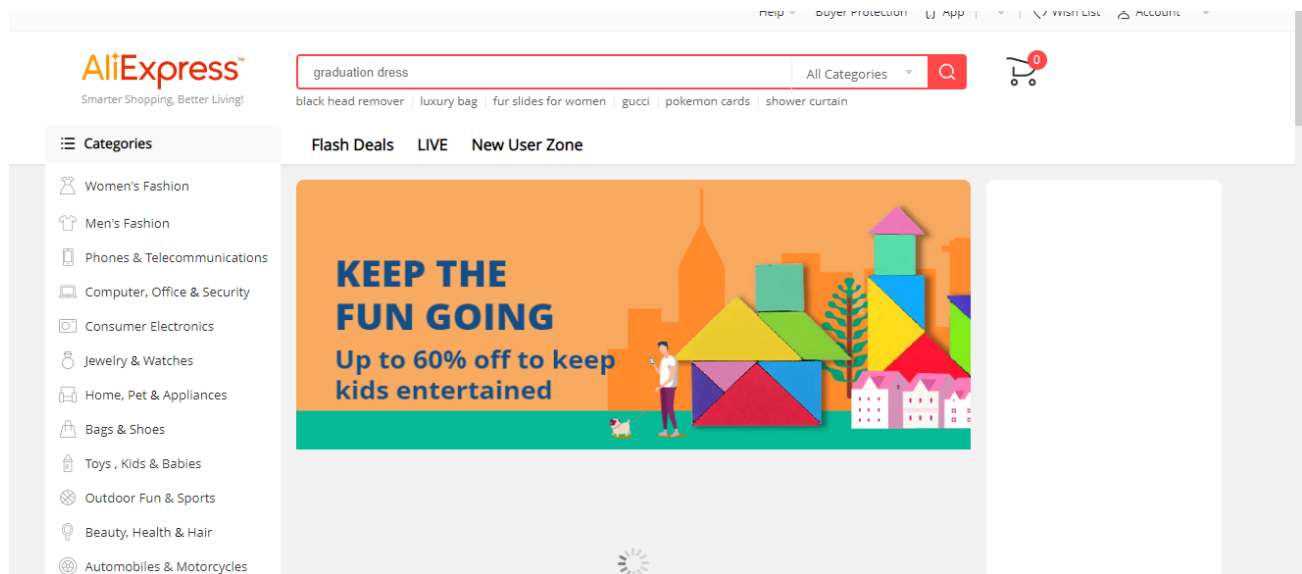 Help Buyer Protection App Wish List Account
AliExpress™
Smarter Shopping, Better Living!
graduation dress
All Categories
0
black head remover luxury bag fur slides for women gucci pokemon cards shower curtain
Categories
Flash Deals LIVE New User Zone
Women's Fashion
Men's Fashion
Phones & Telecommunications
Computer, Office & Security
Consumer Electronics
Jewelry & Watches
Home, Pet & Appliances
Bags & Shoes
Toys , Kids & Babies
Outdoor Fun & Sports
Beauty, Health & Hair
Automobiles & Motorcycles
KEEP THE
FUN GOING
Up to 60% off to keep
kids entertained